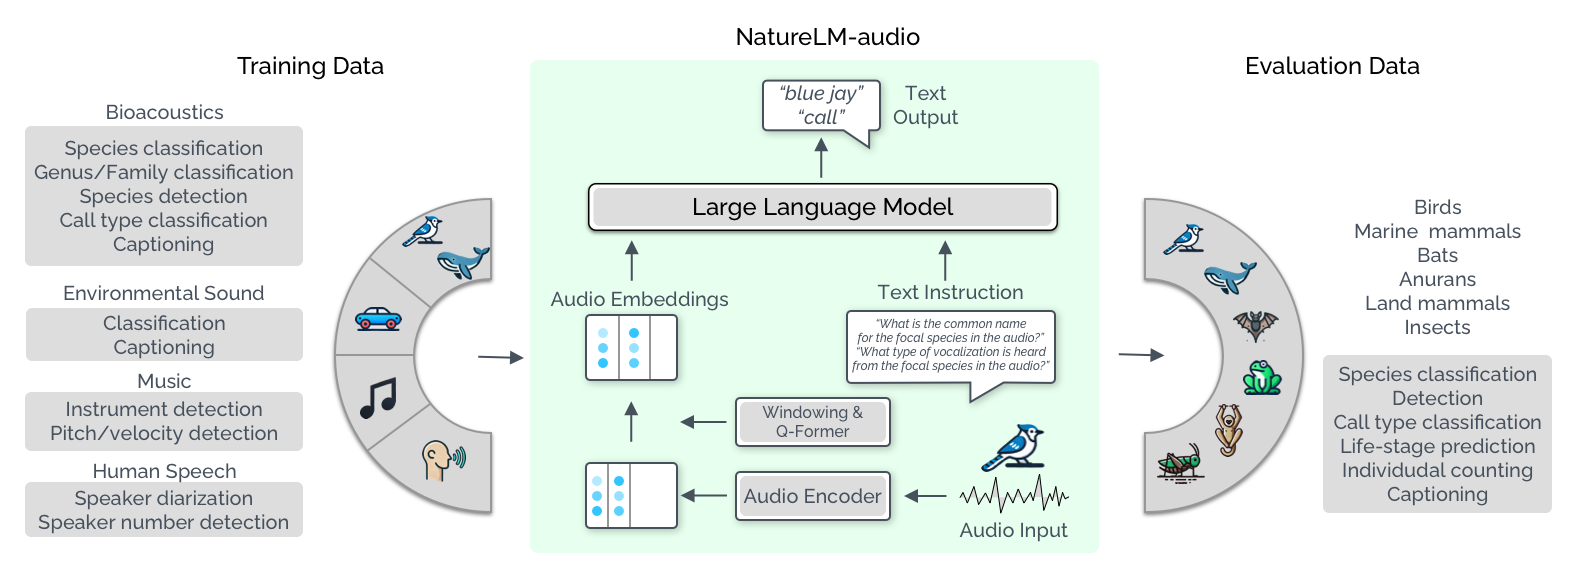 NatureLM-audio
Training Data
Bioacoustics
Species classification
Genus/Family classification
Species detection
Call type classification
Captioning
Environmental Sound
Classification
Captioning
Music
Instrument detection
Pitch/velocity detection
Human Speech
Speaker diarization
Speaker number detection
“blue jay”
“call”
Text
Output
Large Language Model
Audio Embeddings
Text Instruction
“What is the common name
for the focal species in the audio?”
“What type of vocalization is heard
from the focal species in the audio?”
Windowing &
Q-Former
Audio Encoder
Audio Input
Evaluation Data
Birds
Marine mammals
Bats
Anurans
Land mammals
Insects
Species classification
Detection
Call type classification
Life-stage prediction
Individudal counting
Captioning